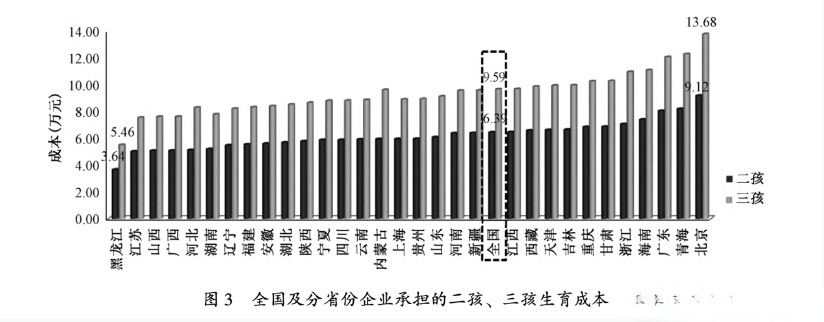 14.00
13.68
12.00
10.00
9.59
9.12
8.00
6.39
6.00
5.46
3.64
4.00
2.00
0.00
成本(万元)
二孩
三孩
黑龙江
江苏
山西
广西
河北
湖南
辽宁
福建
安徽
湖北
陕西
宁夏
四川
云南
内蒙古
上海
贵州
山东
河南
新疆
全国
江西
西藏
天津
吉林
重庆
甘肃
浙江
海南
广东
青海
北京
图 3 全国及分省份企业承担的二孩、三孩生育成本